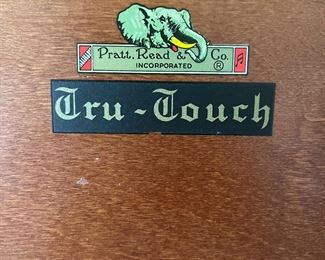 Pratt, Read & Co.
INCORPORATED ®
Tru-Touch